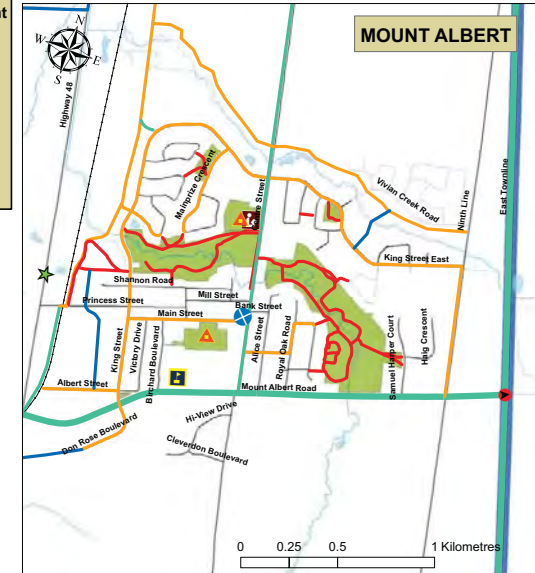 nt
MOUNT ALBERT
N
W
E
S
Highway 48
Mainprize Crescent
Street
Vivian Creek Road
Ninth Line
East Townline
King Street East
Shannon Road
Princess Street
Mill Street
Bank Street
Main Street
King Street
Victory Drive
Birchard Boulevard
Alice Street
Royal Oak Road
Samuel Harper Court
Haig Crescent
Albert Street
Mount Albert Road
Don Rose Boulevard
Hi-View Drive
Cleverdon Boulevard
0 0.25 0.5 1 Kilometres